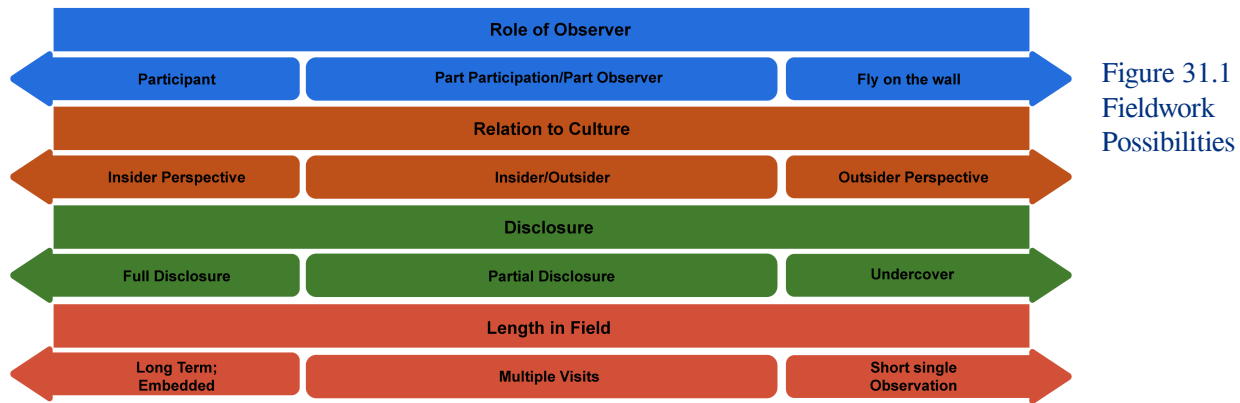 Role of Observer
Participant
Part Participation/Part Observer
Fly on the wall
Relation to Culture
Insider Perspective
Insider/Outsider
Outsider Perspective
Disclosure
Full Disclosure
Partial Disclosure
Undercover
Length in Field
Long Term;
Embedded
Multiple Visits
Short single
Observation
Figure 31.1
Fieldwork
Possibilities